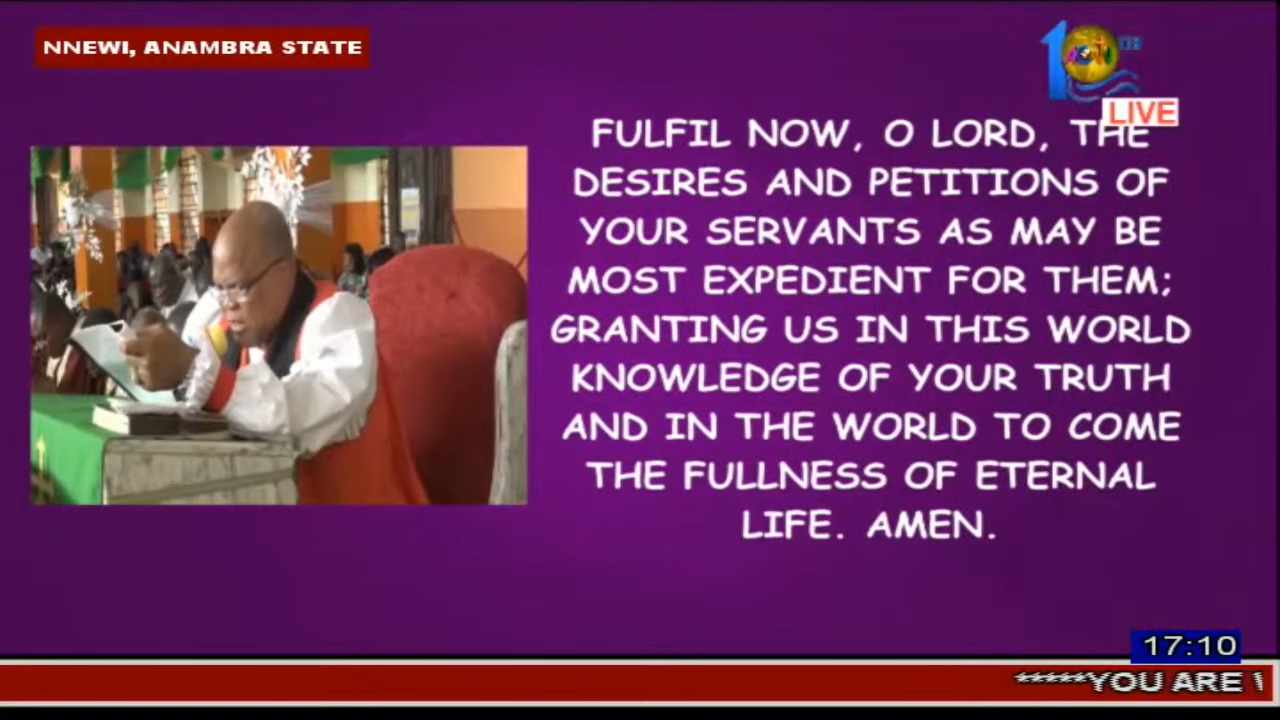 NNEWI, ANAMBRA STATE
LIVE
FULFIL NOW, O LORD, THE
DESIRES AND PETITIONS OF
YOUR SERVANTS AS MAY BE
MOST EXPEDIENT FOR THEM;
GRANTING US IN THIS WORLD
KNOWLEDGE OF YOUR TRUTH
AND IN THE WORLD TO COME
THE FULLNESS OF ETERNAL
LIFE. AMEN.
17:10
*****YOU ARE